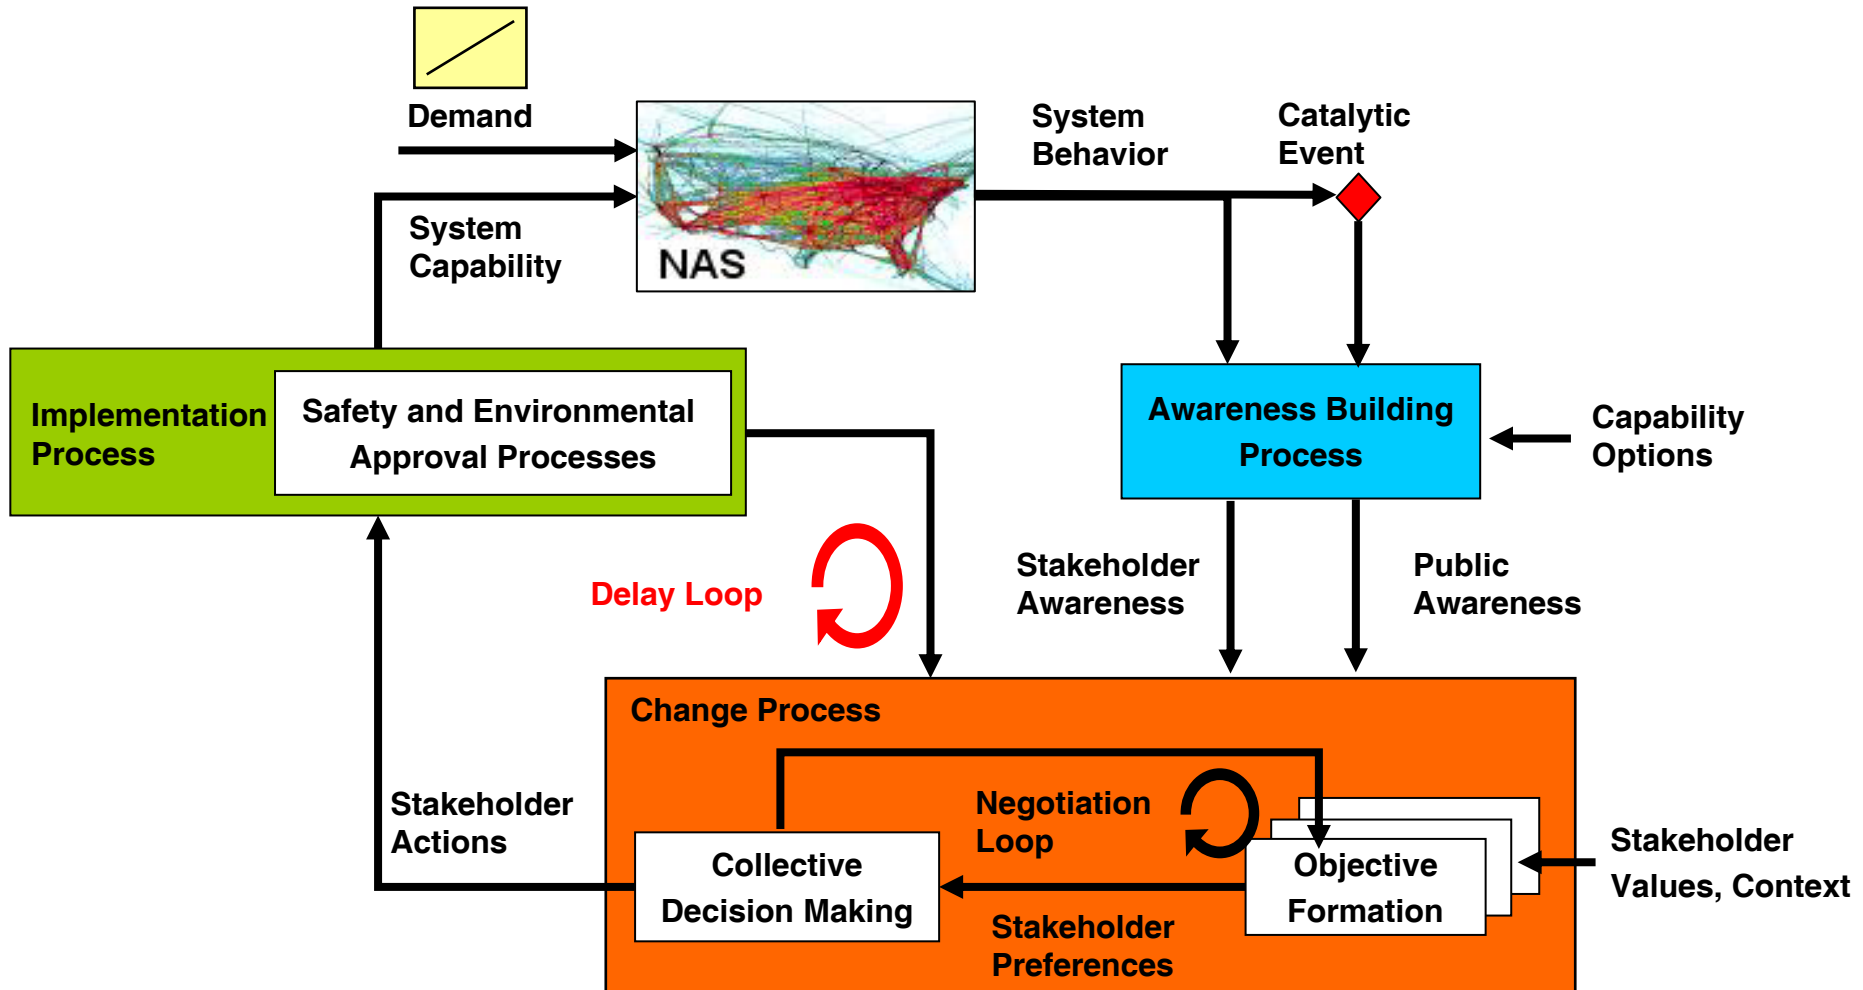 Demand
System
Behavior
Catalytic
Event
System
Capability
NAS
Implementation
Process
Safety and Environmental
Approval Processes
Awareness Building
Process
Capability
Options
Delay Loop
Stakeholder
Awareness
Public
Awareness
Change Process
Stakeholder
Actions
Negotiation
Loop
Collective
Decision Making
Objective
Formation
Stakeholder
Values, Context
Stakeholder
Preferences